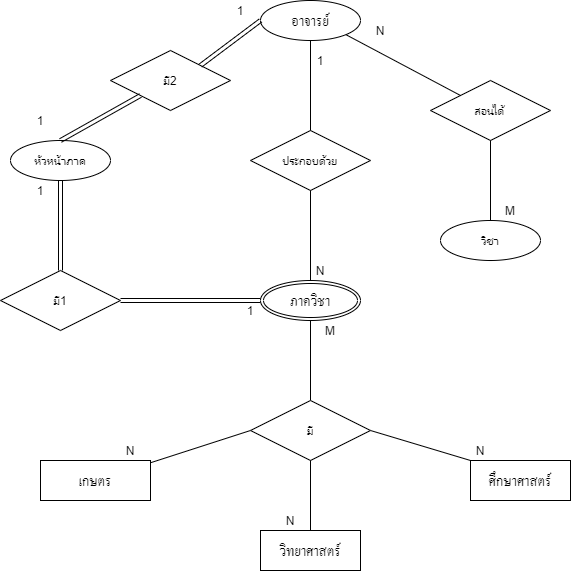 1
อาจารย์
N
มี2
1
1
สอนได้
หัวหน้าภาค
ประกอบด้วย
1
M
วิชา
N
มี1
ภาควิชา
1
M
มี
N
N
เกษตร
ศึกษาศาสตร์
N
วิทยาศาสตร์